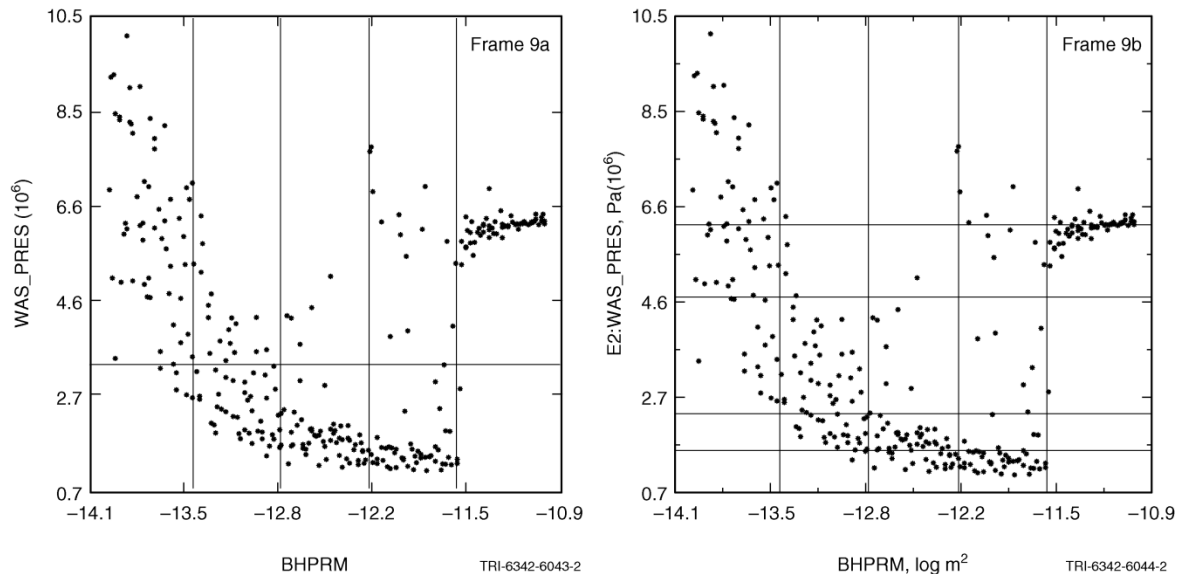 Frame 9a
10.5
8.5
6.6
4.6
2.7
0.7
WAS_PRES (10⁶)
−14.1 −13.5 −12.8 −12.2 −11.5 −10.9
BHPRM
TRI-6342-6043-2
Frame 9b
10.5
8.5
6.6
4.6
2.7
0.7
E2:WAS_PRES, Pa(10⁶)
−14.1 −13.5 −12.8 −12.2 −11.5 −10.9
BHPRM, log m²
TRI-6342-6044-2